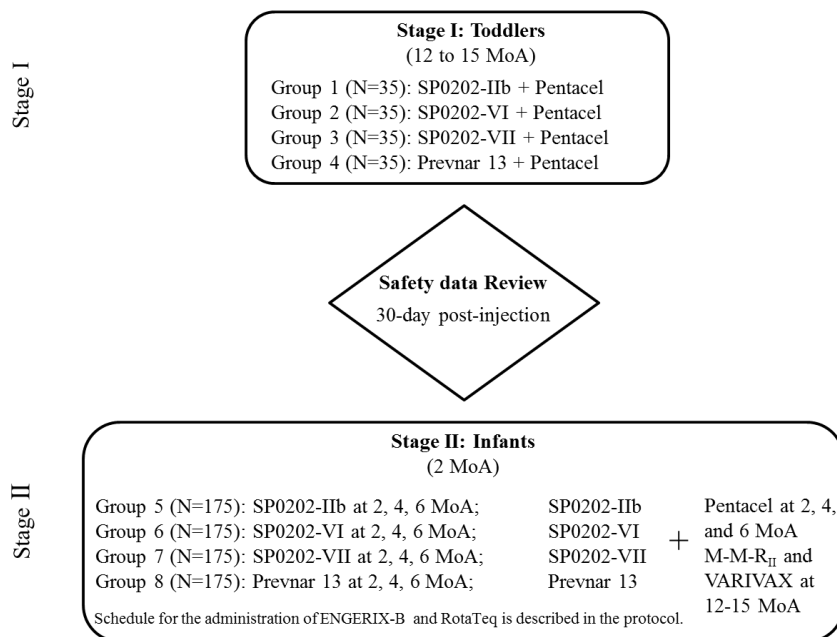 Stage I
Stage I: Toddlers
(12 to 15 MoA)
Group 1 (N=35): SP0202-IIb + Pentacel
Group 2 (N=35): SP0202-VI + Pentacel
Group 3 (N=35): SP0202-VII + Pentacel
Group 4 (N=35): Prevnar 13 + Pentacel
Safety data Review
30-day post-injection
Stage II
Stage II: Infants
(2 MoA)
Group 5 (N=175): SP0202-IIb at 2, 4, 6 MoA; SP0202-IIb
Group 6 (N=175): SP0202-VI at 2, 4, 6 MoA; SP0202-VI
Group 7 (N=175): SP0202-VII at 2, 4, 6 MoA; SP0202-VII
Group 8 (N=175): Prevnar 13 at 2, 4, 6 MoA; Prevnar 13
+
Pentacel at 2, 4,
and 6 MoA
M-M-R II and
VARIVAX at
12-15 MoA
Schedule for the administration of ENGERIX-B and RotaTeq is described in the protocol.